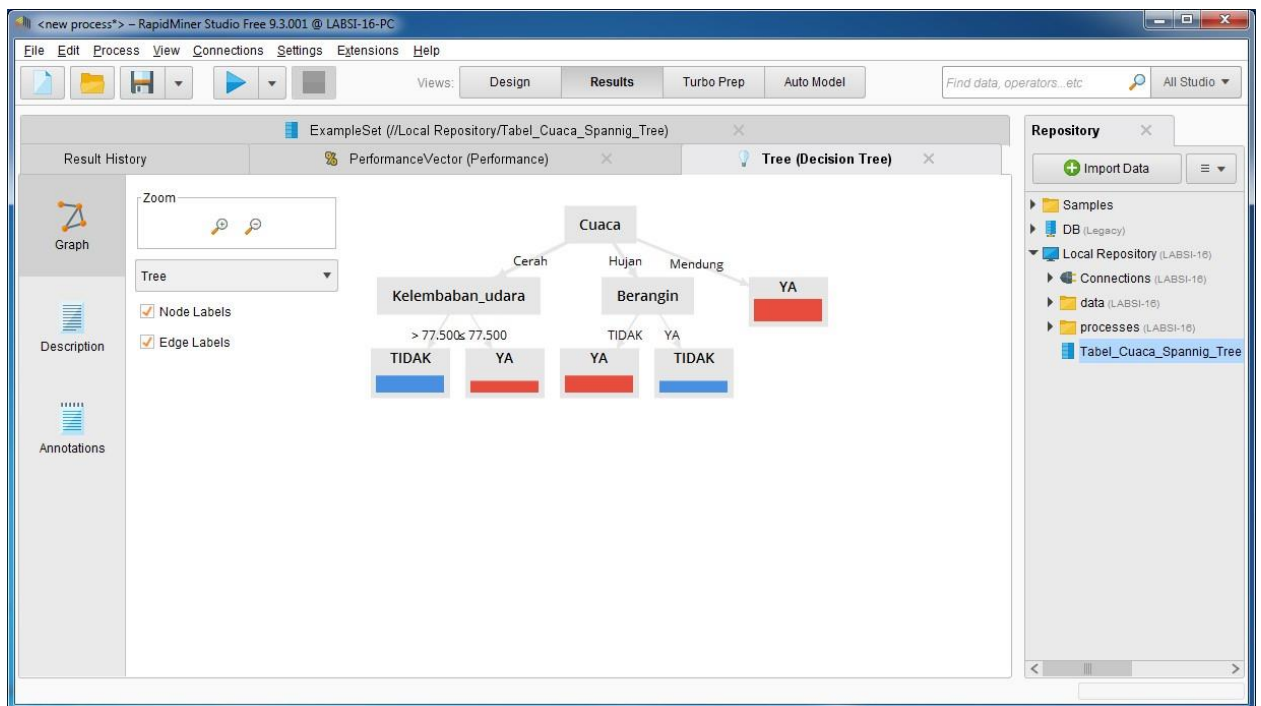 <new process*> – RapidMiner Studio Free 9.3.001 @ LABSI-16-PC
File Edit Process View Connections Settings Extensions Help
Views: Design Results Turbo Prep Auto Model Find data, operators...etc All Studio
ExampleSet (//Local Repository/Tabel_Cuaca_Spannig_Tree)
Result History PerformanceVector (Performance) Tree (Decision Tree)
Graph
Description
Annotations
Zoom
Tree
Node Labels
Edge Labels
Cuaca
Cerah Hujan Mendung
Kelembaban_udara Berangin YA
> 77.500 ≤ 77.500 TIDAK YA
TIDAK YA YA TIDAK
Repository
Import Data
Samples
DB (Legacy)
Local Repository (LABSI-16)
Connections (LABSI-16)
data (LABSI-16)
processes (LABSI-16)
Tabel_Cuaca_Spannig_Tree